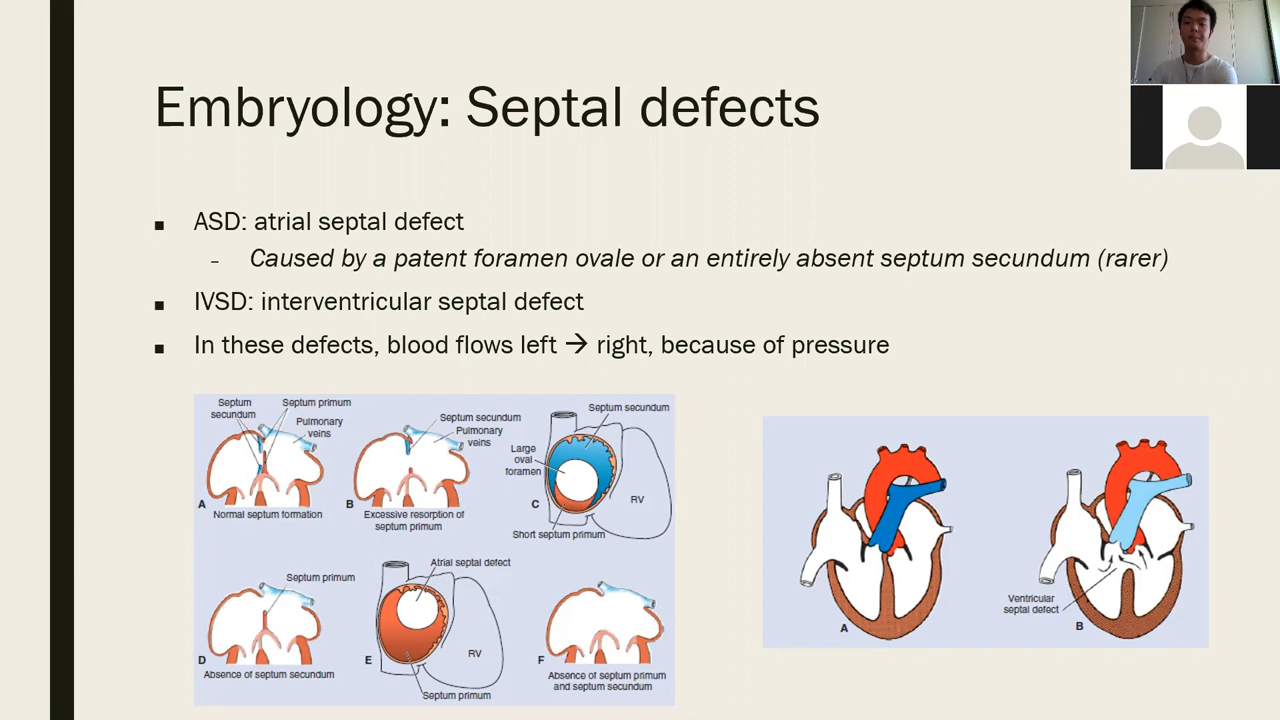 Embryology: Septal defects
■ ASD: atrial septal defect
– Caused by a patent foramen ovale or an entirely absent septum secundum (rarer)
■ IVSD: interventricular septal defect
■ In these defects, blood flows left → right, because of pressure
Septum
secundum
Septum primum
Pulmonary
veins
A
Normal septum formation
Septum secundum
Pulmonary
veins
B
Excessive resorption of
septum primum
Septum secundum
Large
oval
foramen
RV
C
Short septum primum
Septum primum
D
Absence of septum secundum
Atrial septal defect
RV
E
Septum primum
F
Absence of septum primum
and septum secundum
A
Ventricular
septal defect
B